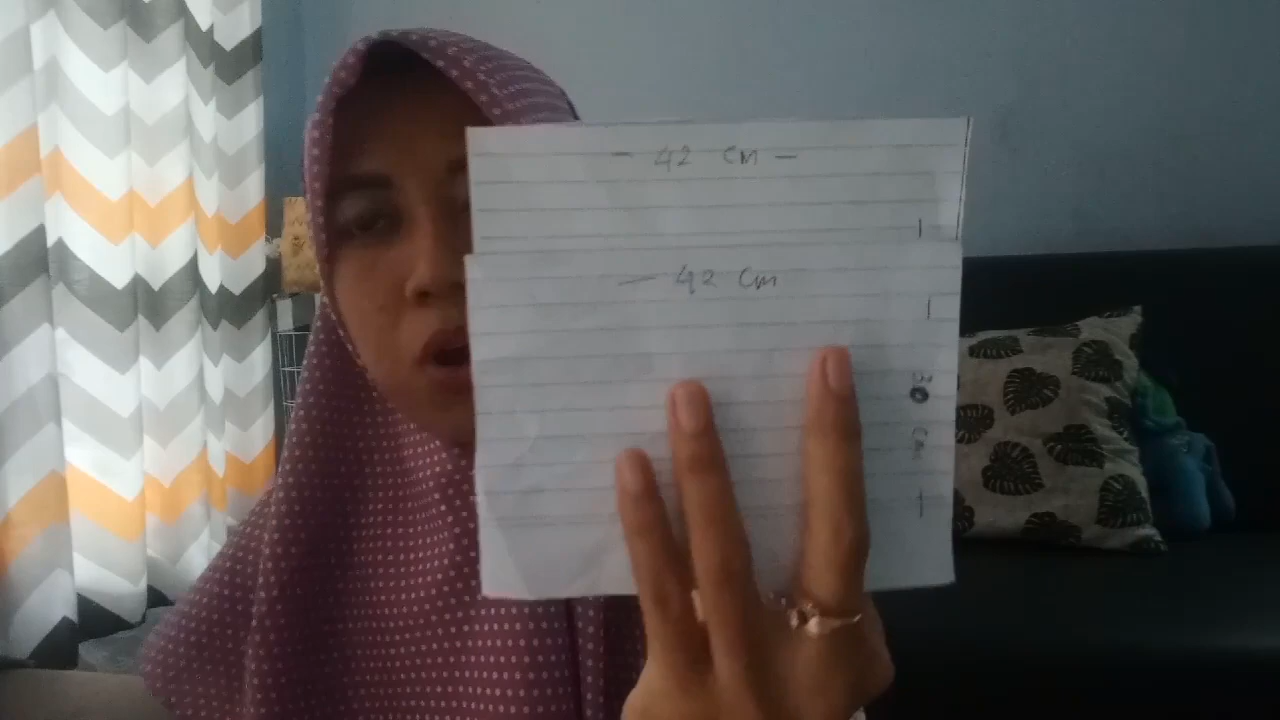 — 42 cm —
— 42 cm
— 30 cm —